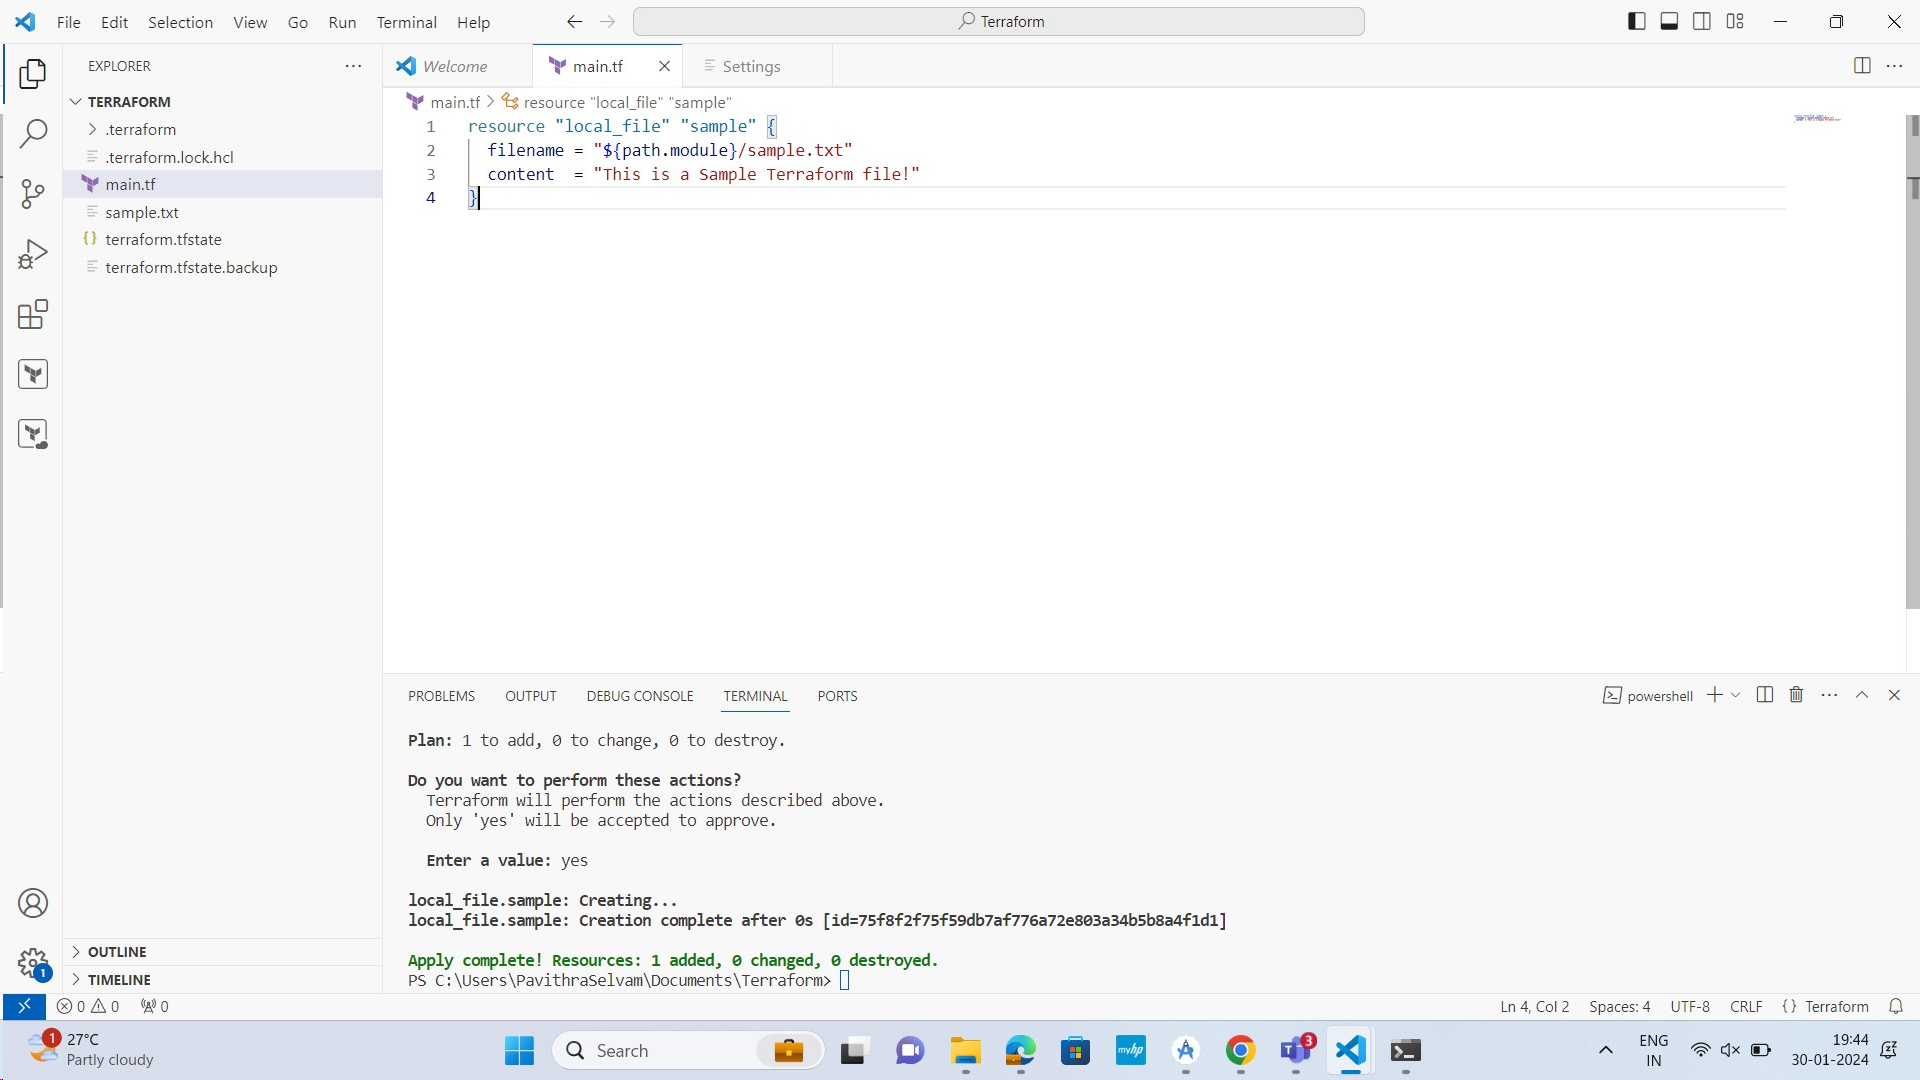 File Edit Selection View Go Run Terminal Help
Terraform
EXPLORER
TERRAFORM
.terraform
.terraform.lock.hcl
main.tf
sample.txt
terraform.tfstate
terraform.tfstate.backup
OUTLINE
TIMELINE
Welcome main.tf Settings
main.tf > resource "local_file" "sample"
1 resource "local_file" "sample" {
2 filename = "${path.module}/sample.txt"
3 content = "This is a Sample Terraform file!"
4 }
PROBLEMS OUTPUT DEBUG CONSOLE TERMINAL PORTS
powershell
Plan: 1 to add, 0 to change, 0 to destroy.
Do you want to perform these actions?
Terraform will perform the actions described above.
Only 'yes' will be accepted to approve.
Enter a value: yes
local_file.sample: Creating...
local_file.sample: Creation complete after 0s [id=75f8f2f75f59db7af776a72e803a34b5b8a4f1d1]
Apply complete! Resources: 1 added, 0 changed, 0 destroyed.
PS C:\Users\PavithraSelvam\Documents\Terraform>
1
0 0 0
Ln 4, Col 2 Spaces: 4 UTF-8 CRLF {} Terraform
1
27°C
Partly cloudy
Search
myhp
3
ENG
IN
19:44
30-01-2024